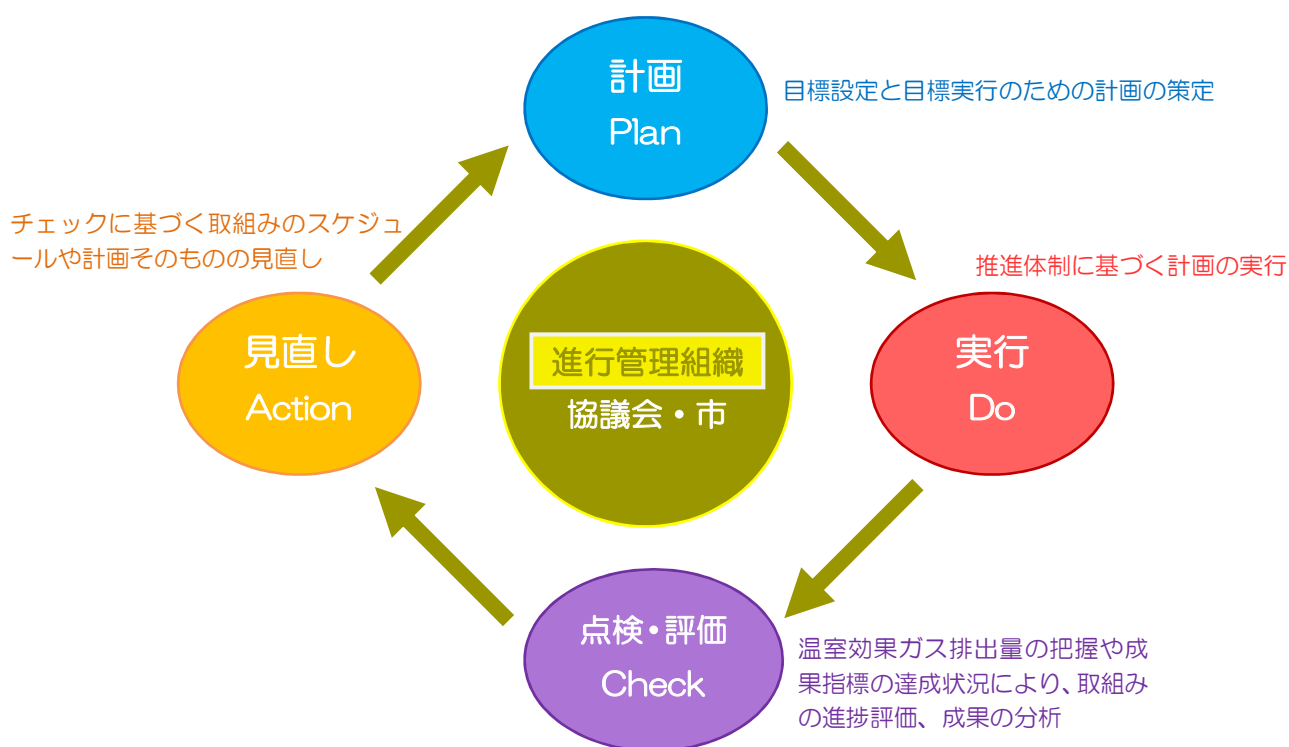 計画
Plan
目標設定と目標実行のための計画の策定
チェックに基づく取組みのスケジュ
ールや計画そのものの見直し
推進体制に基づく計画の実行
見直し
Action
進行管理組織
協議会・市
実行
Do
点検・評価
Check
温室効果ガス排出量の把握や成
果指標の達成状況により、取組み
の進捗評価、成果の分析